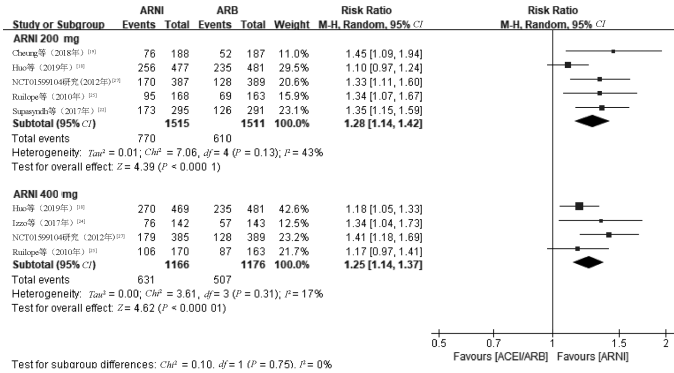 ARNI ARB Risk Ratio Risk Ratio
Study or Subgroup Events Total Events Total Weight M-H, Random, 95% CI M-H, Random, 95% CI
ARNI 200 mg
Cheung等（2018年）[19] 76 188 52 187 11.0% 1.45 [1.09, 1.94]
Huo等（2019年） 256 477 235 481 29.5% 1.10 [0.97, 1.24]
NCT01599104研究(2012年) 170 387 128 389 20.8% 1.33 [1.11, 1.60]
Ruilope等（2010年） 95 168 69 163 15.5% 1.34 [1.07, 1.67]
Supasyndh等（2017年） 173 295 126 291 23.1% 1.35 [1.15, 1.59]
Subtotal (95% CI) 1515 1511 100.0% 1.28 [1.14, 1.42]
Total events 770 610
Heterogeneity: Tau² = 0.01; Chi² = 7.06, df = 4 (P = 0.13); I² = 43%
Test for overall effect: Z = 4.39 (P < 0.000 1)
ARNI 400 mg
Huo等（2019年） 270 469 235 481 42.6% 1.18 [1.05, 1.33]
Izzo等（2017年） 76 142 57 143 12.5% 1.34 [1.04, 1.73]
NCT01599104研究（2012年） 179 385 128 389 23.2% 1.41 [1.18, 1.69]
Ruilope等（2010年） 106 170 87 163 21.7% 1.17 [0.97, 1.41]
Subtotal (95% CI) 1166 1176 100.0% 1.25 [1.14, 1.37]
Total events 631 507
Heterogeneity: Tau² = 0.00; Chi² = 3.61, df = 3 (P = 0.31); I² = 17%
Test for overall effect: Z = 4.62 (P < 0.000 01)
0.5 0.7 1 1.5 2
Favours [ACEI/ARB] Favours [ARNI]
Test for subgroup differences: Chi² = 0.10, df = 1 (P = 0.75), I² = 0%